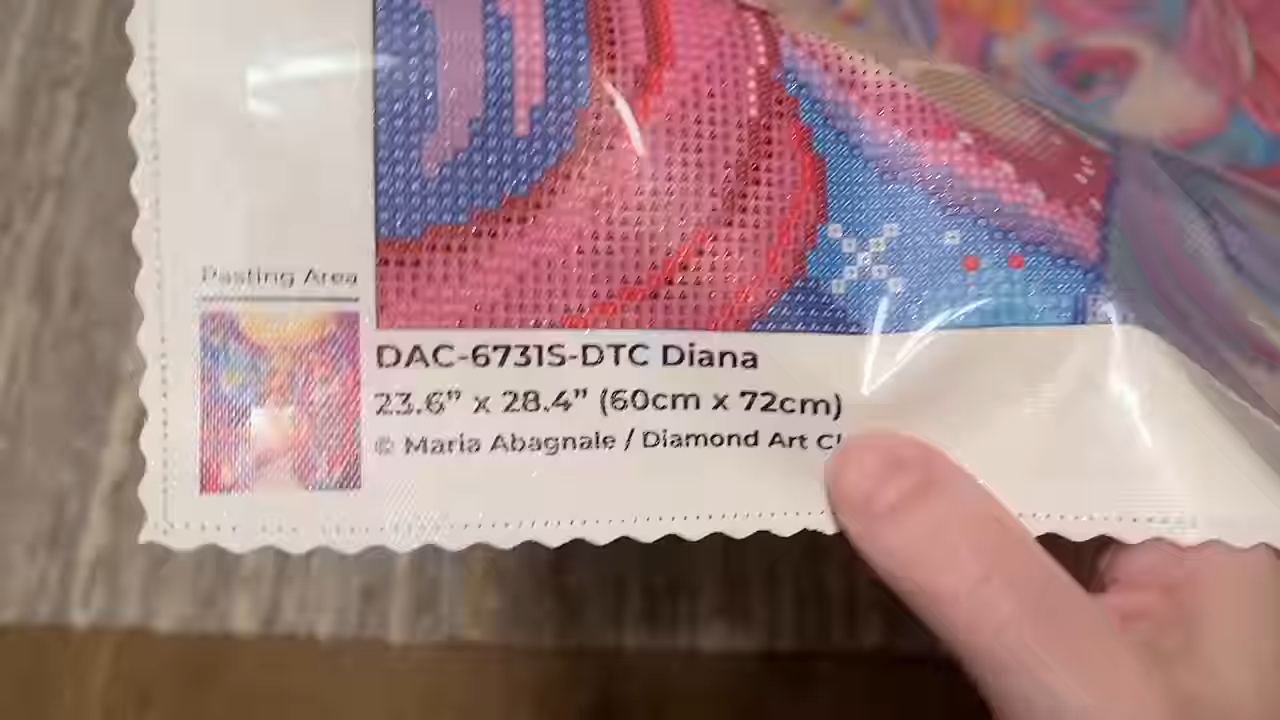 Pasting Area
DAC-6731S-DTC Diana
23.6” x 28.4” (60cm x 72cm)
© Maria Abagnale / Diamond Art